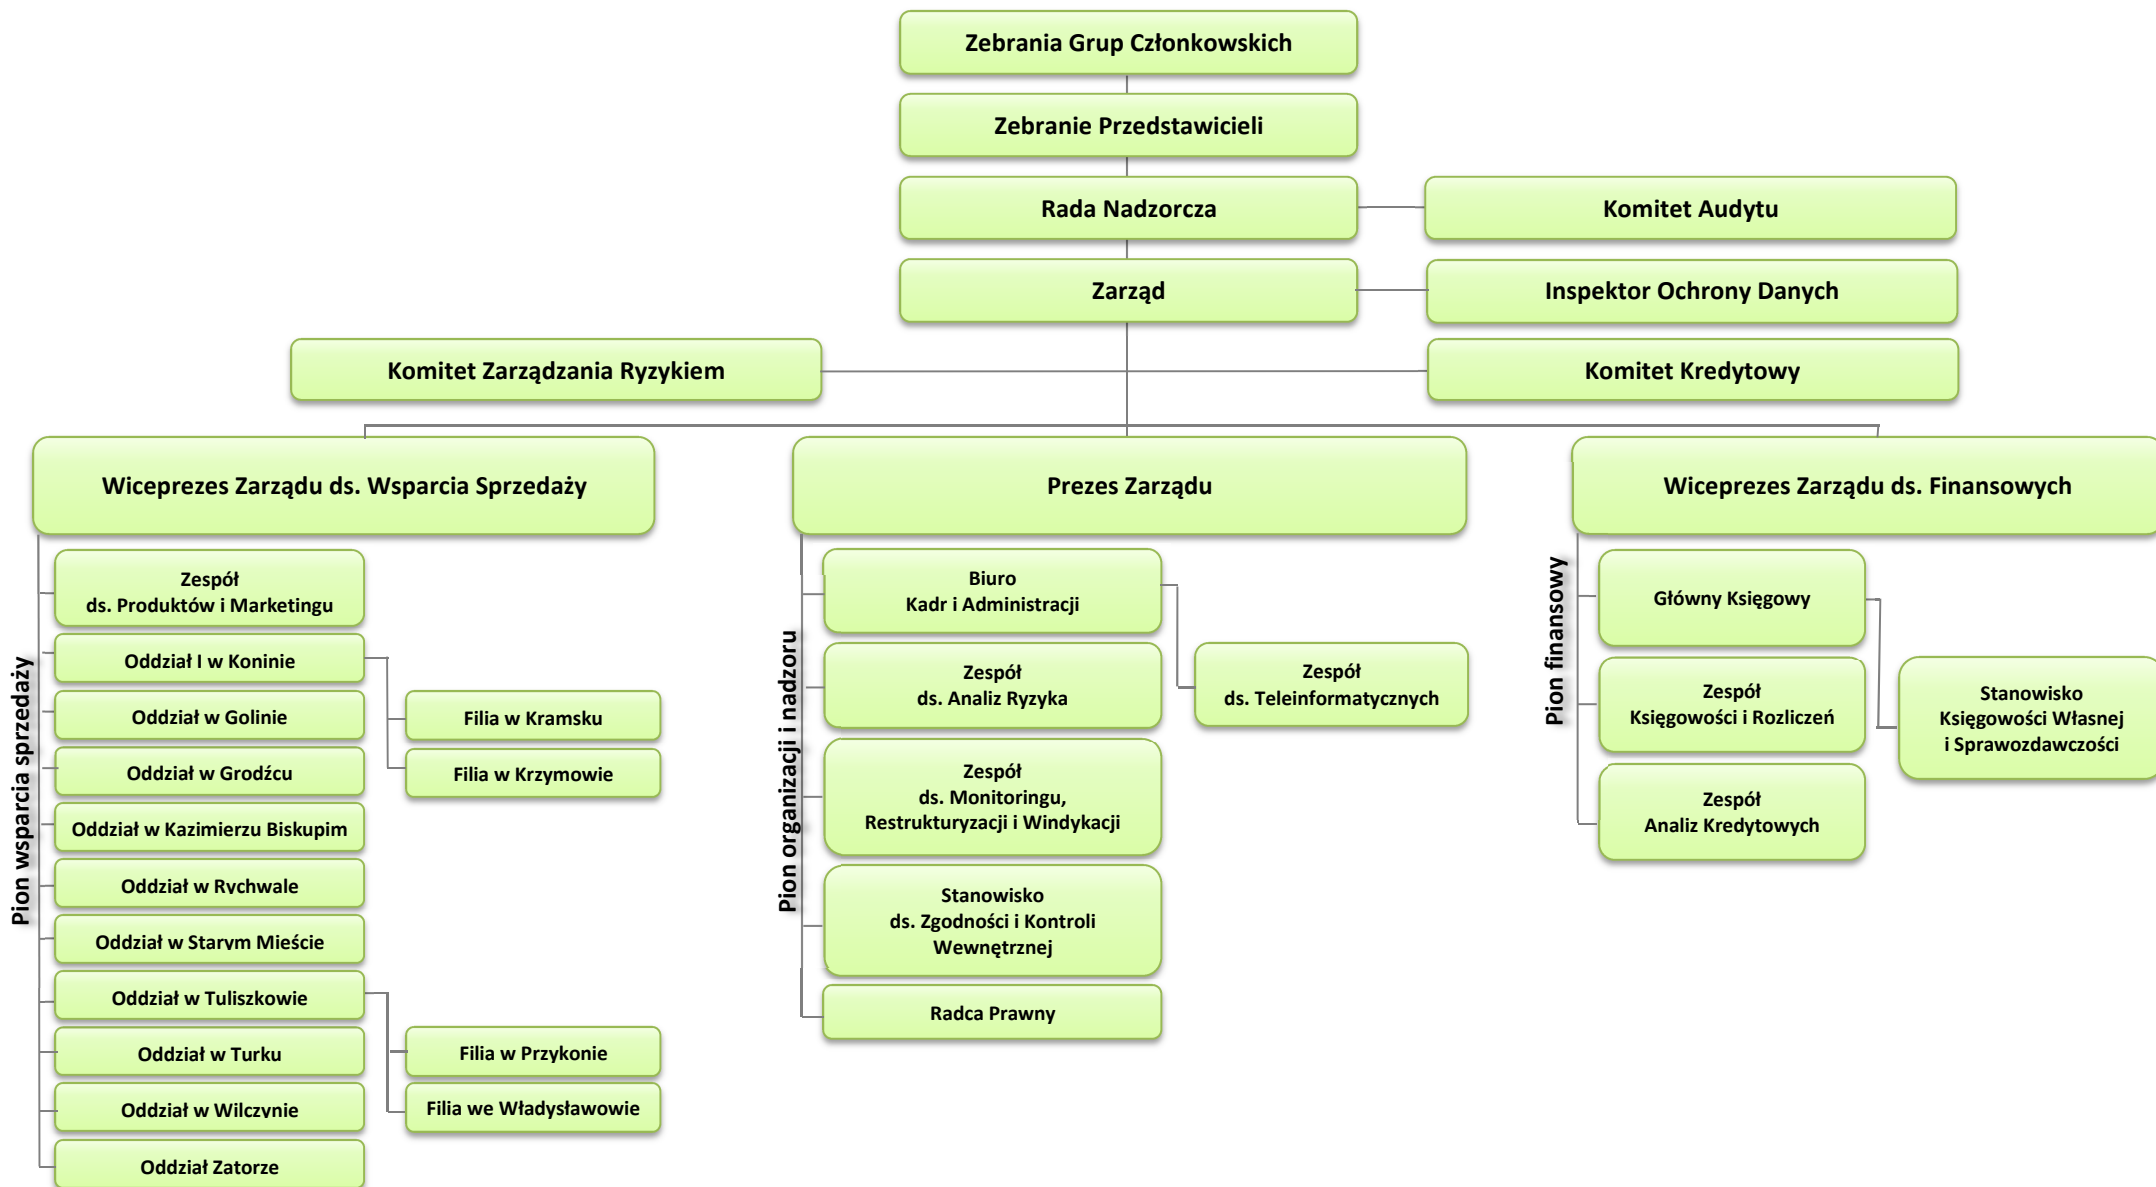 Zebrania Grup Członkowskich
Zebranie Przedstawicieli
Rada Nadzorcza
Komitet Audytu
Zarząd
Inspektor Ochrony Danych
Komitet Zarządzania Ryzykiem
Komitet Kredytowy
Wiceprezes Zarządu ds. Wsparcia Sprzedaży
Prezes Zarządu
Wiceprezes Zarządu ds. Finansowych
Pion wsparcia sprzedaży
Zespół
ds. Produktów i Marketingu
Oddział I w Koninie
Oddział w Golinie
Oddział w Grodźcu
Oddział w Kazimierzu Biskupim
Oddział w Rychwale
Oddział w Starym Mieście
Oddział w Tuliszkowie
Oddział w Turku
Oddział w Wilczynie
Oddział Zatorze
Filia w Kramsku
Filia w Krzymowie
Filia w Przykonie
Filia we Władysławowie
Pion organizacji i nadzoru
Biuro
Kadr i Administracji
Zespół
ds. Analiz Ryzyka
Zespół
ds. Monitoringu,
Restrukturyzacji i Windykacji
Stanowisko
ds. Zgodności i Kontroli
Wewnętrznej
Radca Prawny
Zespół
ds. Teleinformatycznych
Pion finansowy
Główny Księgowy
Zespół
Księgowości i Rozliczeń
Zespół
Analiz Kredytowych
Stanowisko
Księgowości Własnej
i Sprawozdawczości